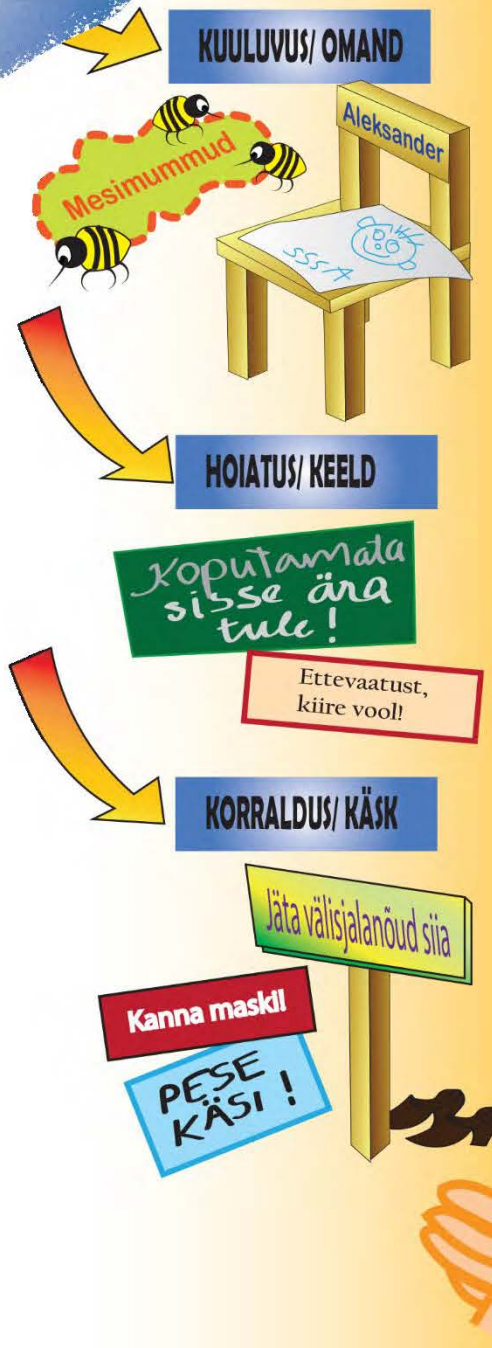 KUULUVUS/ OMAND
Mesimummud
Aleksander
SSSA
HOIATUS/ KEELD
Koputamata
sisse ära
tule!
Ettevaatust,
kiire vool!
KORRALDUS/ KÄSK
Jäta välisjalanõud siia
Kanna maski!
PESE
KÄSI !